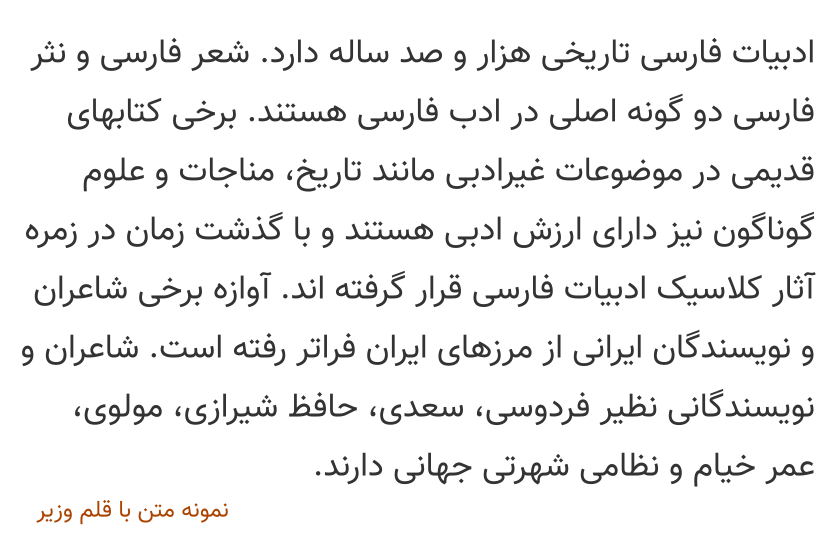 ادبیات فارسی تاریخی هزار و صد ساله دارد. شعر فارسی و نثر
فارسی دو گونه اصلی در ادب فارسی هستند. برخی کتابهای
قدیمی در موضوعات غیرادبی مانند تاریخ، مناجات و علوم
گوناگون نیز دارای ارزش ادبی هستند و با گذشت زمان در زمره
آثار کلاسیک ادبیات فارسی قرار گرفته اند. آوازه برخی شاعران
و نویسندگان ایرانی از مرزهای ایران فراتر رفته است. شاعران و
نویسندگانی نظیر فردوسی، سعدی، حافظ شیرازی، مولوی،
عمر خیام و نظامی شهرتی جهانی دارند.
نمونه متن با قلم وزیر